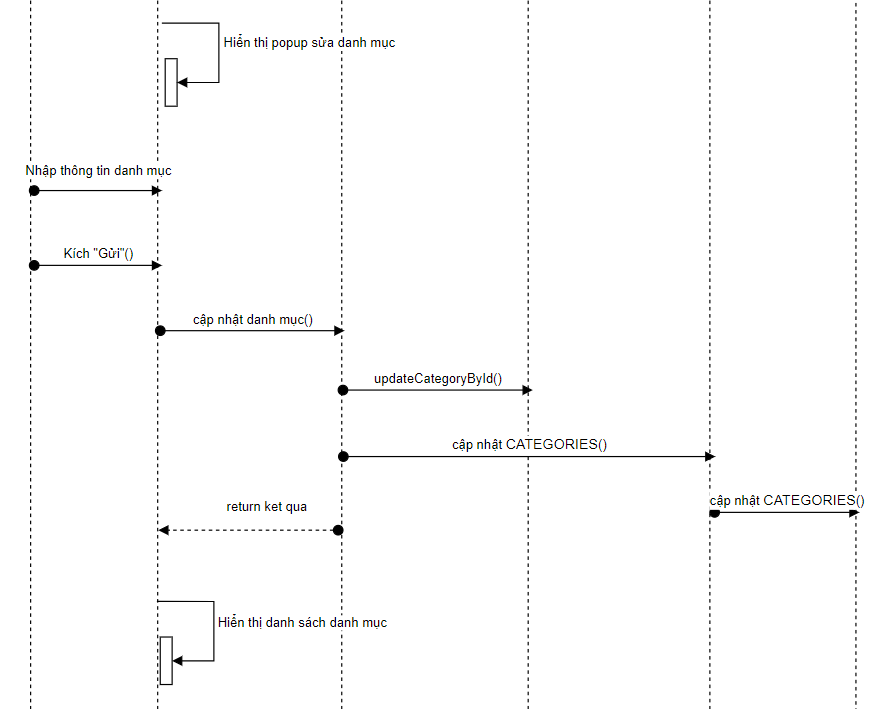 Hiển thị popup sửa danh mục
Nhập thông tin danh mục
Kích "Gửi"()
cập nhật danh mục()
updateCategoryById()
cập nhật CATEGORIES()
cập nhật CATEGORIES()
return ket qua
Hiển thị danh sách danh mục